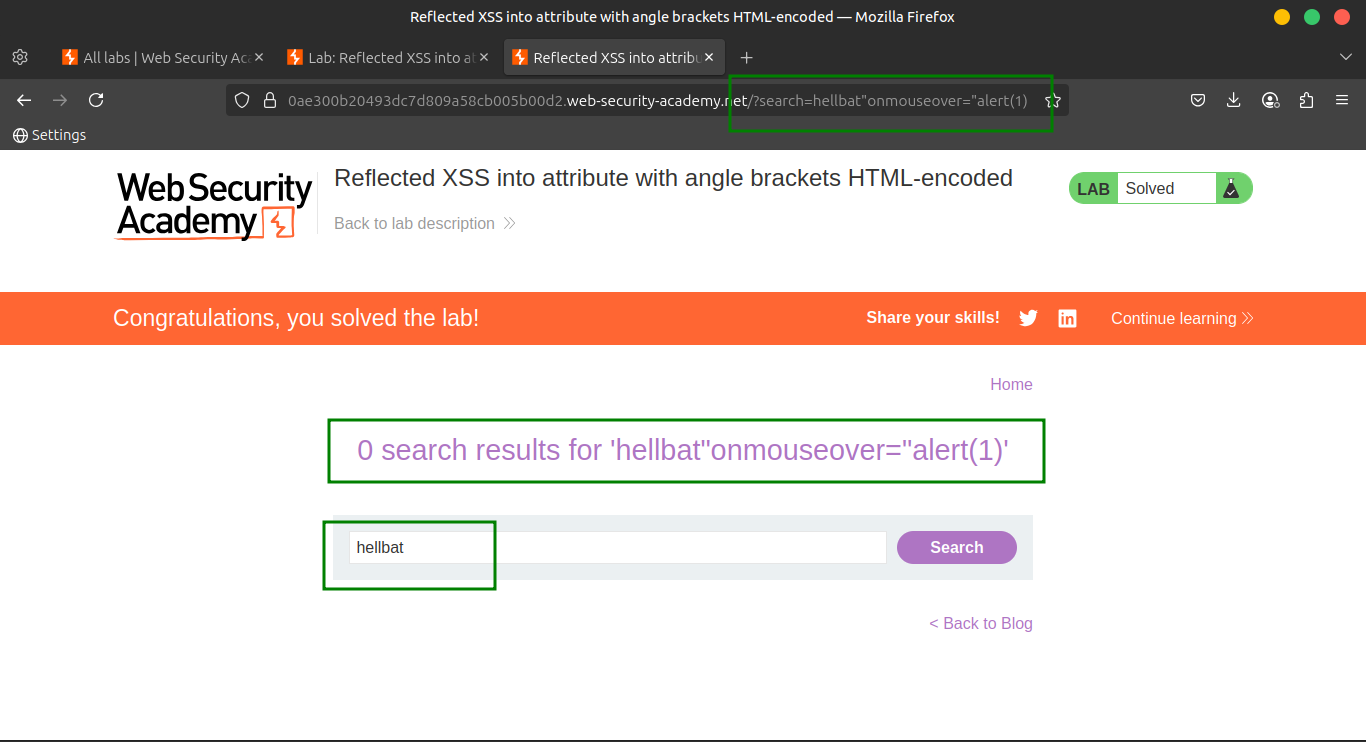 Reflected XSS into attribute with angle brackets HTML-encoded — Mozilla Firefox
All labs | Web Security Ac
Lab: Reflected XSS into at
Reflected XSS into attribu
0ae300b20493dc7d809a58cb005b00d2.web-security-academy.net/?search=hellbat"onmouseover="alert(1)
Settings
Web Security
Academy
Reflected XSS into attribute with angle brackets HTML-encoded
Back to lab description
LAB Solved
Congratulations, you solved the lab!
Share your skills!
Continue learning
Home
0 search results for 'hellbat"onmouseover="alert(1)'
hellbat
Search
< Back to Blog